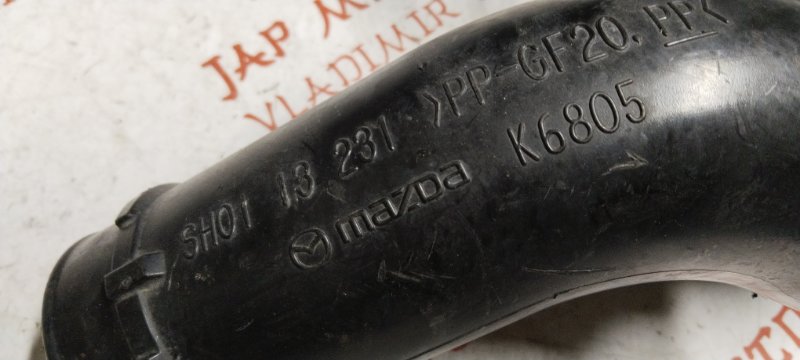 JAP M
VLADIMIR
>PP-GF20, PP<
SH01 13 231
K6805
mazda